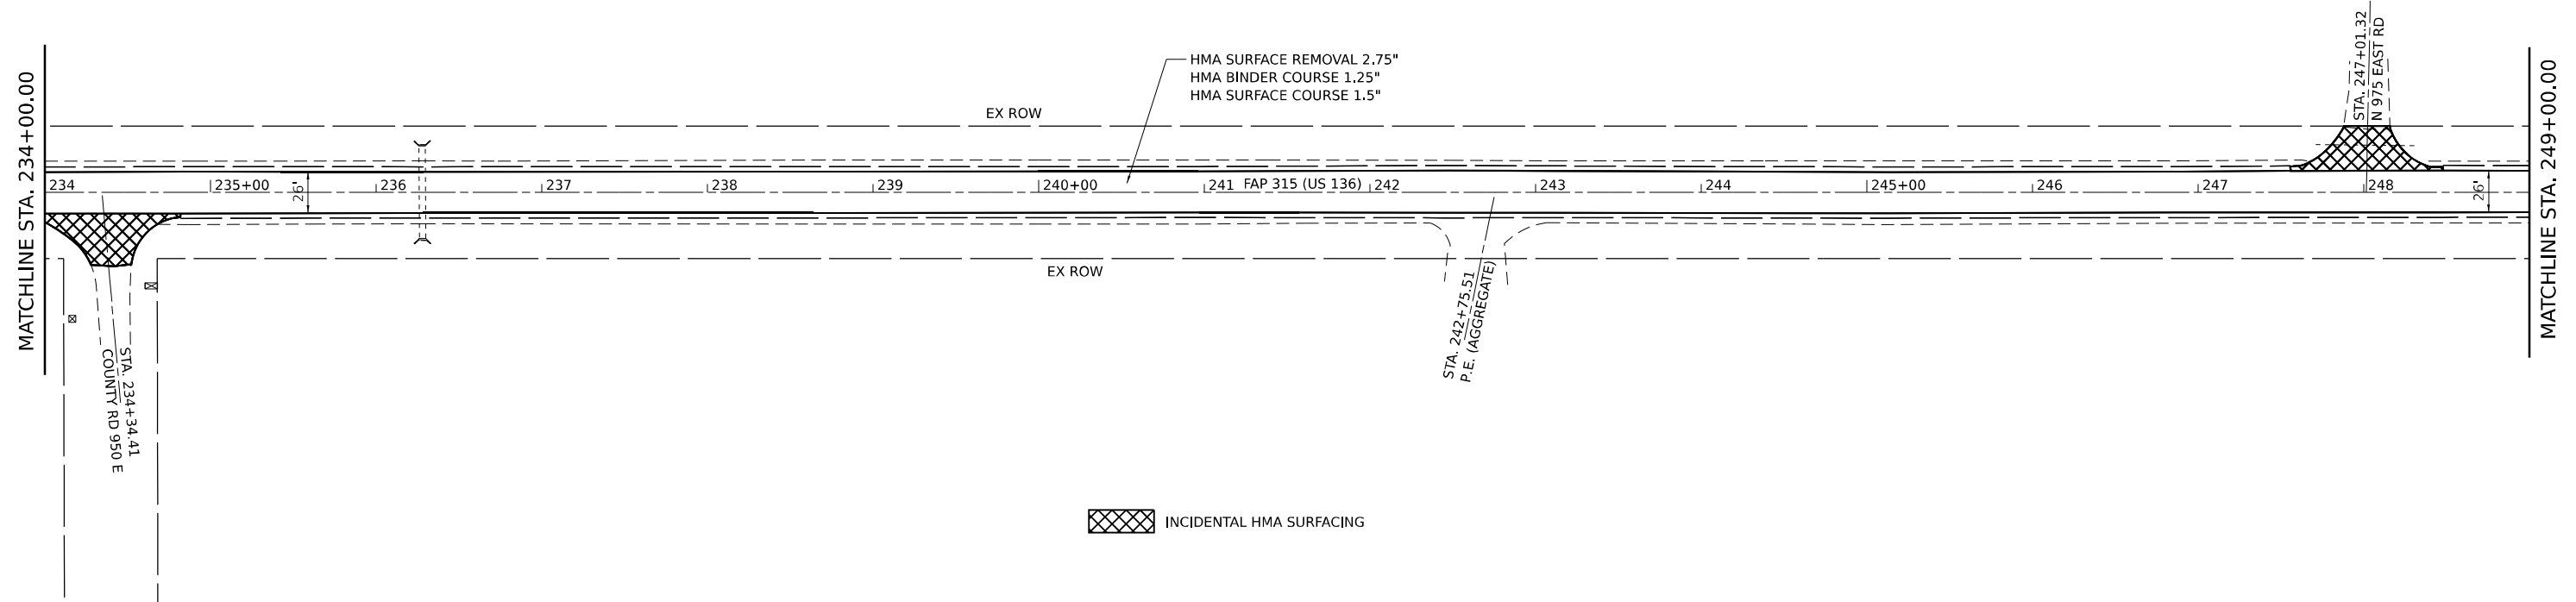 STA. 247+01.32
N 975 EAST RD
HMA SURFACE REMOVAL 2.75"
HMA BINDER COURSE 1.25"
HMA SURFACE COURSE 1.5"
EX ROW
MATCHLINE STA. 234+00.00
234
235+00
26'
236
237
238
239
240+00
241
FAP 315 (US 136)
242
243
244
245+00
246
247
248
26'
MATCHLINE STA. 249+00.00
EX ROW
STA. 242+75.51
P.E. (AGGREGATE)
STA. 234+34.41
COUNTY RD 950 E
INCIDENTAL HMA SURFACING